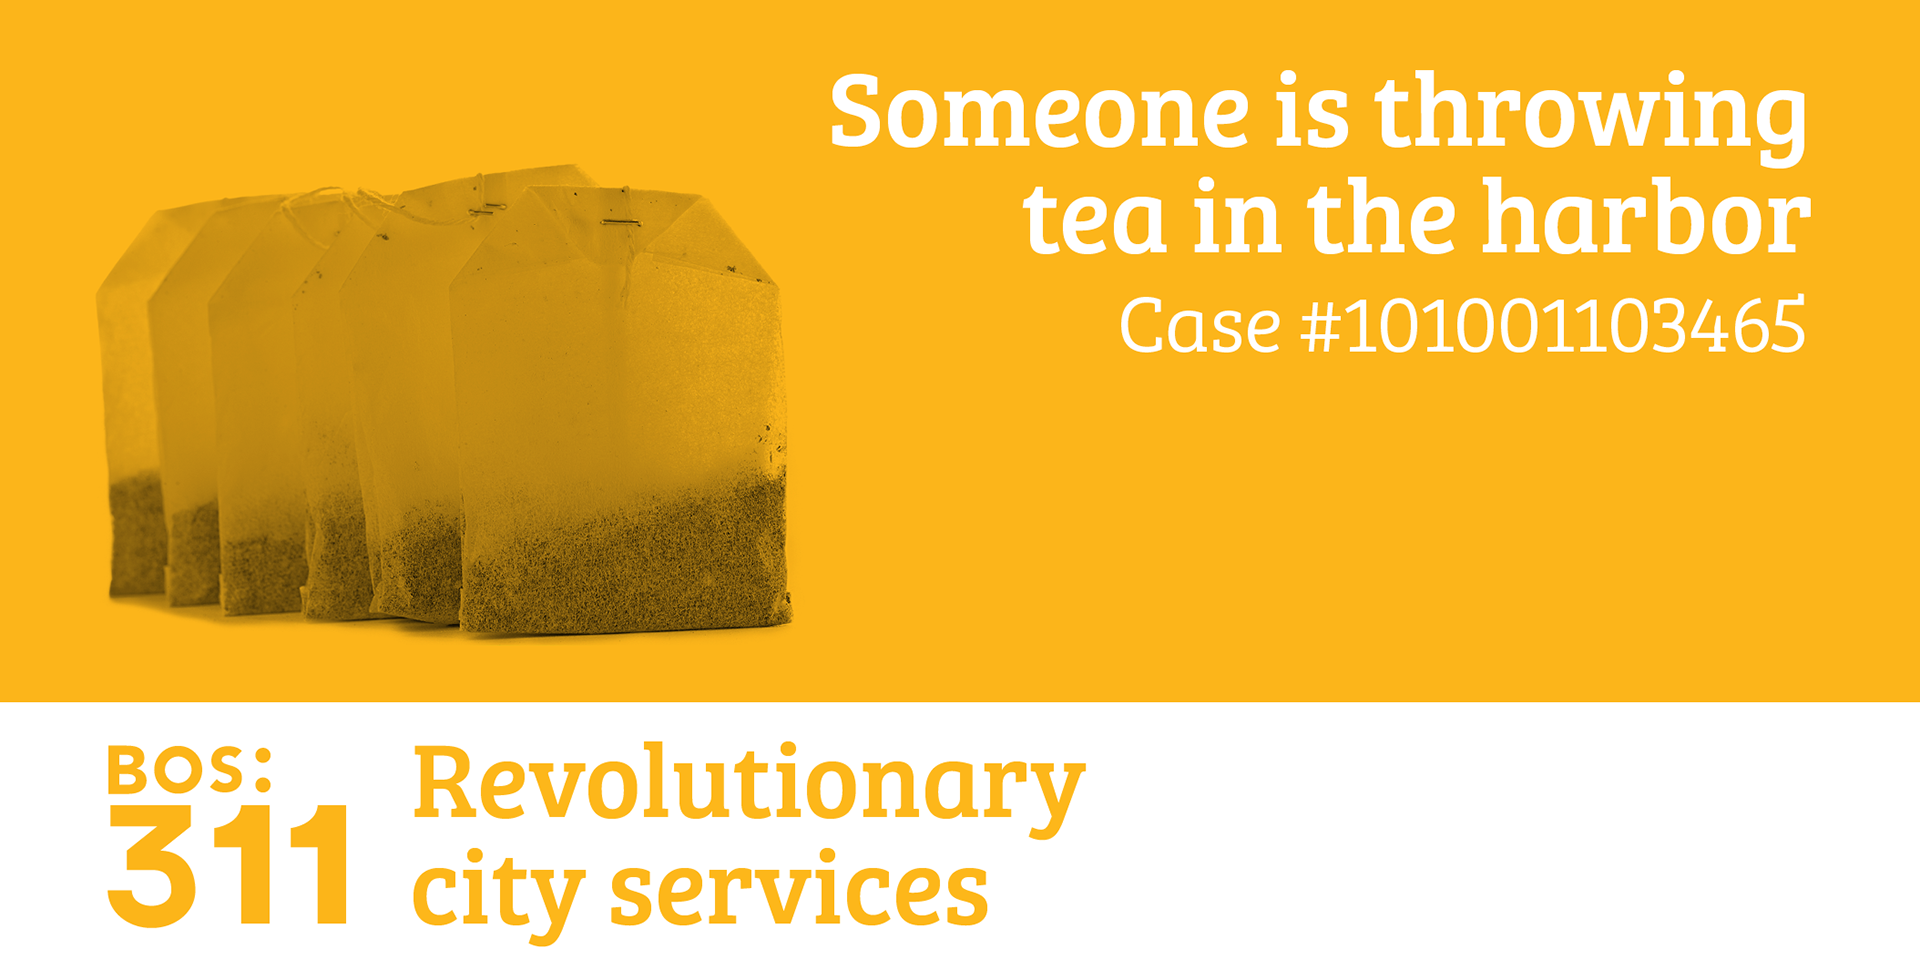 Someone is throwing
tea in the harbor
Case #101001103465
BOS:
311
Revolutionary
city services